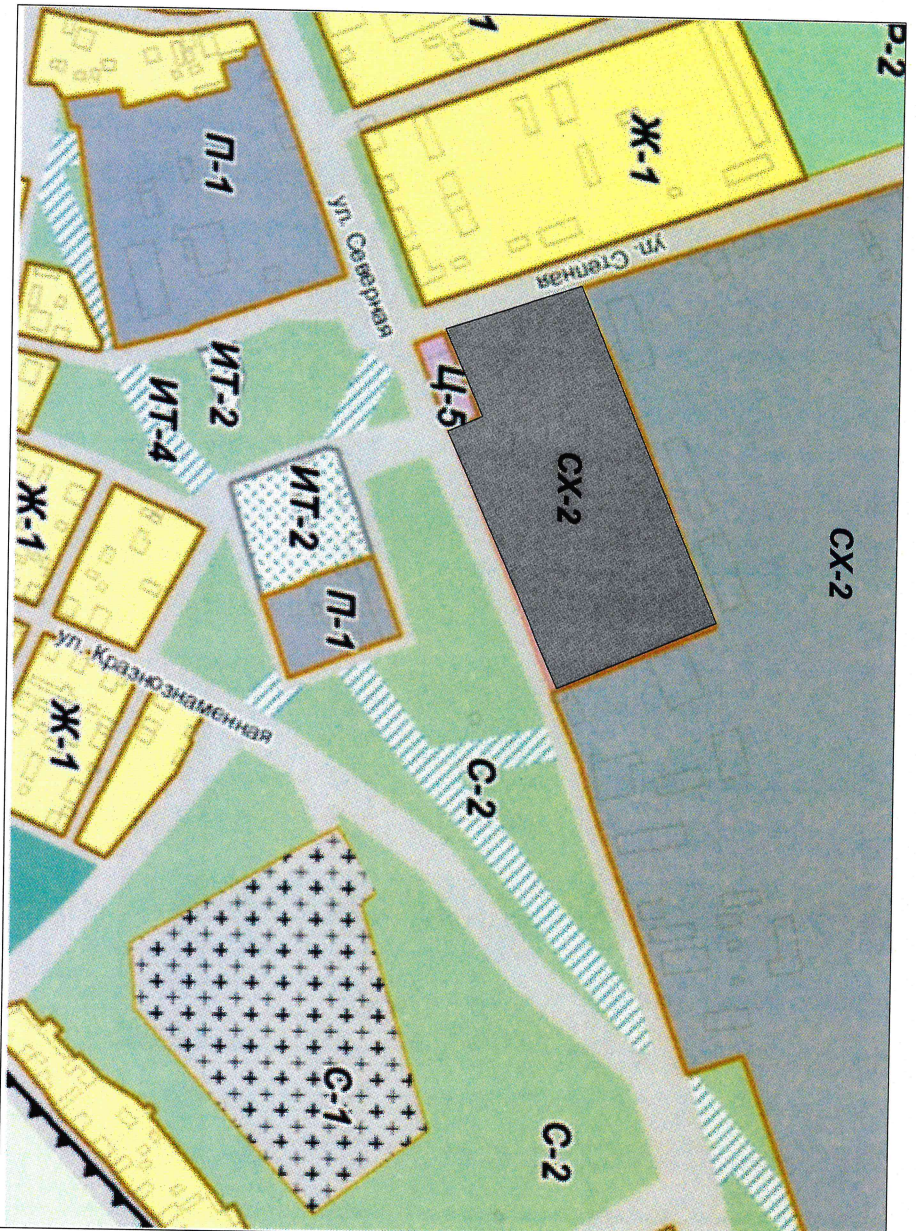 Р-2
1
Ж-1
П-1
ул. Северная
ул. Степная
Ц-5
СХ-2
СХ-2
ИТ-2
ИТ-4
ИТ-2
П-1
Ж-1
ул. Краснознаменная
Ж-1
С-2
С-1
С-2